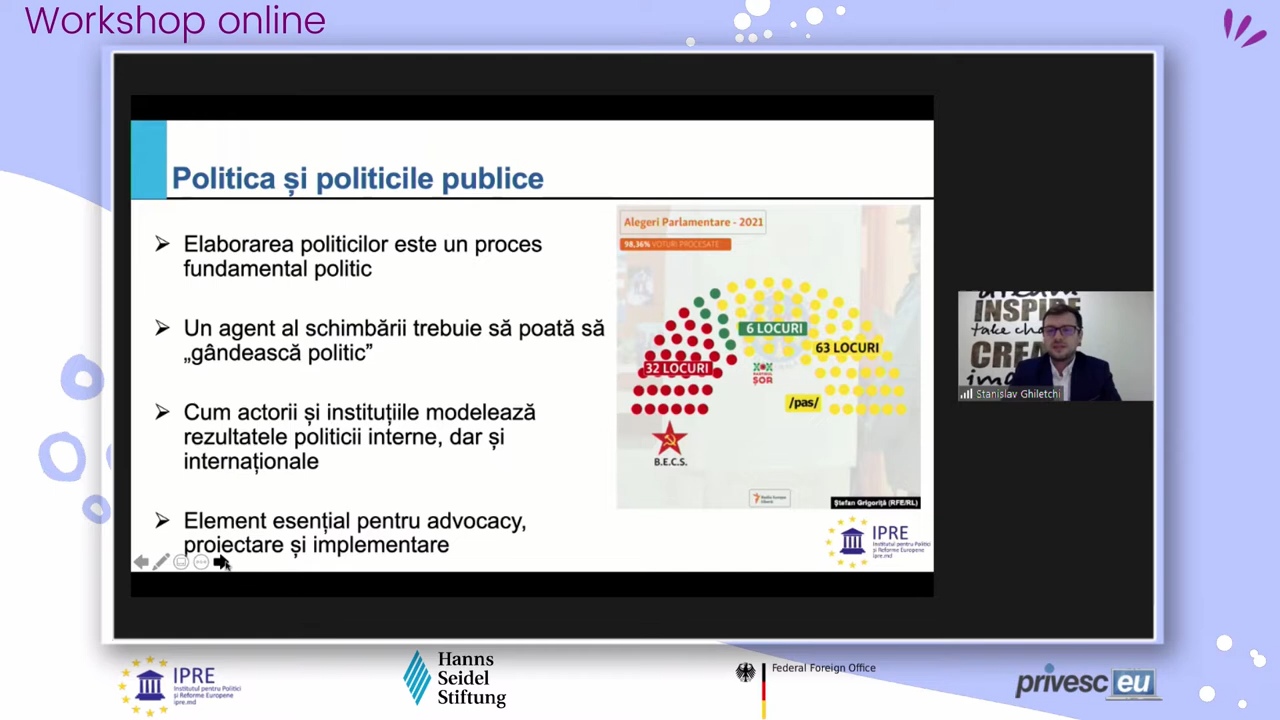 Workshop online
Politica și politicile publice
Elaborarea politicilor este un proces
fundamental politic
Un agent al schimbării trebuie să poată să
„gândească politic”
Cum actorii și instituțiile modelează
rezultatele politicii interne, dar și
internaționale
Element esențial pentru advocacy,
proiectare și implementare
Alegeri Parlamentare - 2021
98,36% VOTURI PROCESATE
6 LOCURI
63 LOCURI
32 LOCURI
ȘOR
/pas/
B.E.C.S.
Ștefan Grigoriță (RFE/RL)
IPRE
Institutul pentru Politici
și Reforme Europene
ipre.md
INSPIRE
take
CREA
Stanislav Ghiletchi
IPRE
Institutul pentru Politici
și Reforme Europene
ipre.md
Hanns
Seidel
Stiftung
Federal Foreign Office
privesc eu